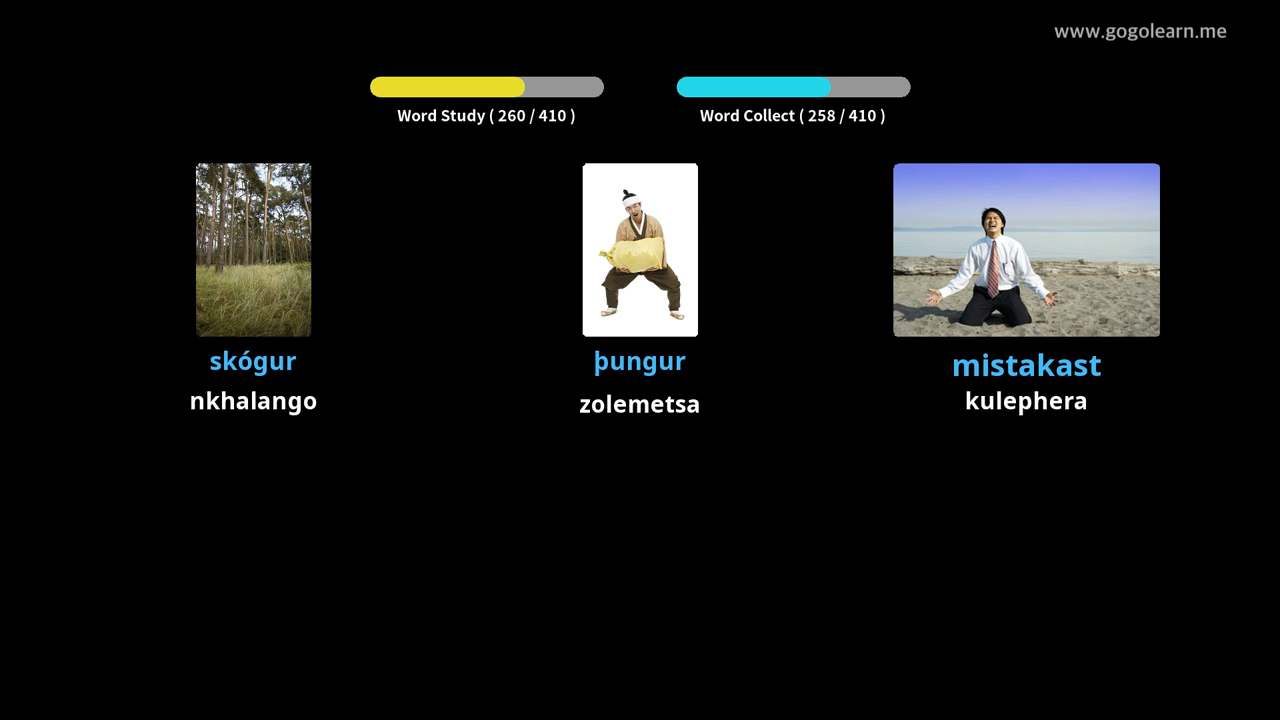 www.gogolearn.me
Word Study ( 260 / 410 )
Word Collect ( 258 / 410 )
skógur
nkhalango
þungur
zolemetsa
mistakast
kulephera